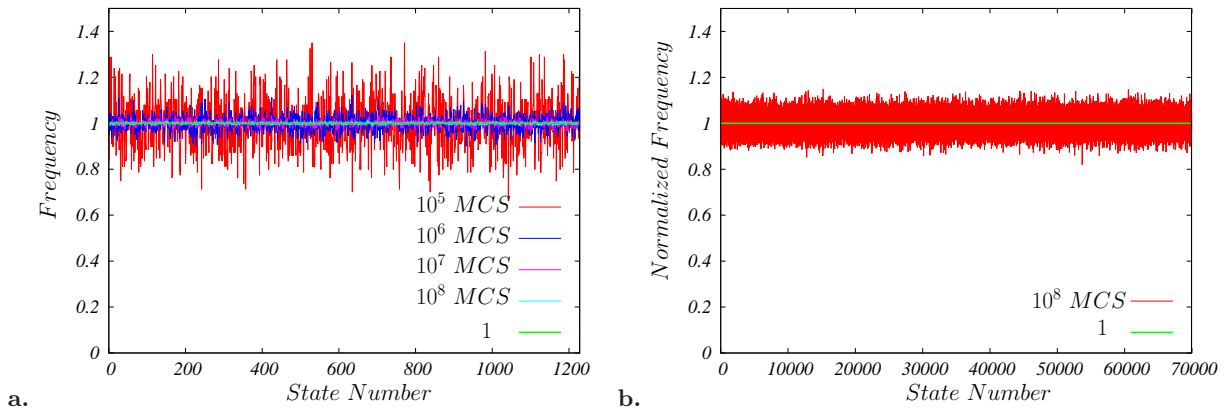 1.4
1.2
1
0.8
0.6
0.4
0.2
0
Frequency
10^5 MCS
10^6 MCS
10^7 MCS
10^8 MCS
1
0 200 400 600 800 1000 1200
State Number
a.
1.4
1.2
1
0.8
0.6
0.4
0.2
0
Normalized Frequency
10^8 MCS
1
0 10000 20000 30000 40000 50000 60000 70000
State Number
b.